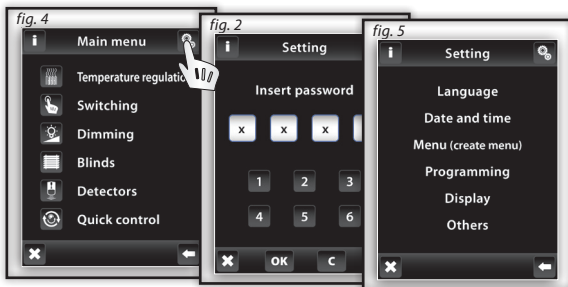 fig. 4
i Main menu
Temperature regulatio
Switching
Dimming
Blinds
Detectors
Quick control
fig. 2
i Setting
Insert password
x x x
1 2 3
4 5 6
OK C
fig. 5
i Setting
Language
Date and time
Menu (create menu)
Programming
Display
Others